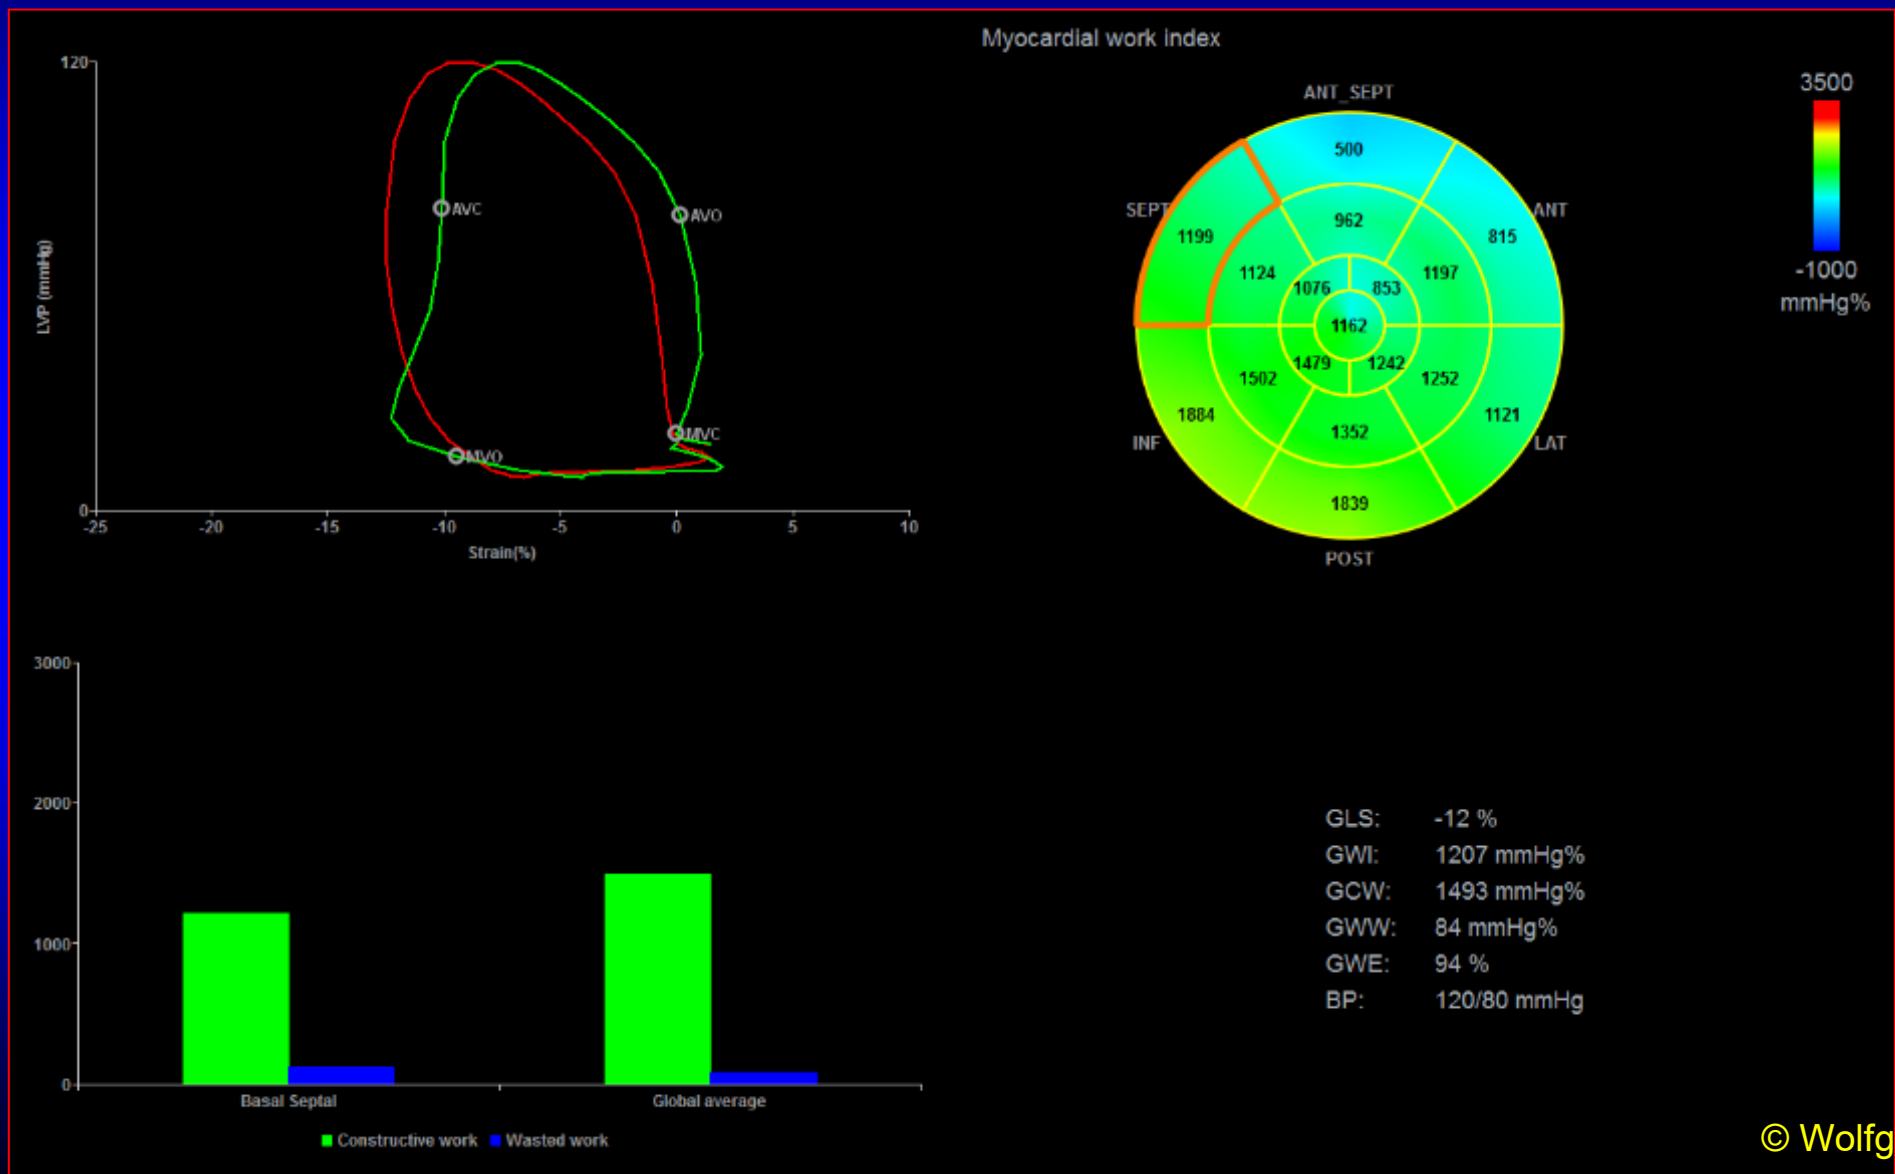 Myocardial work index
120
AVC
AVO
LVP (mmHg)
MVC
MVO
0
-25 -20 -15 -10 -5 0 5 10
Strain(%)
ANT_SEPT
500
SEPT
ANT
962
1199
815
1124
1197
1076
853
1162
1479
1242
1502
1252
1884
1121
1352
INF
LAT
1839
POST
3500
-1000
mmHg%
3000
2000
1000
0
Basal Septal Global average
Constructive work Wasted work
GLS: -12 %
GWI: 1207 mmHg%
GCW: 1493 mmHg%
GWW: 84 mmHg%
GWE: 94 %
BP: 120/80 mmHg
© Wolfg